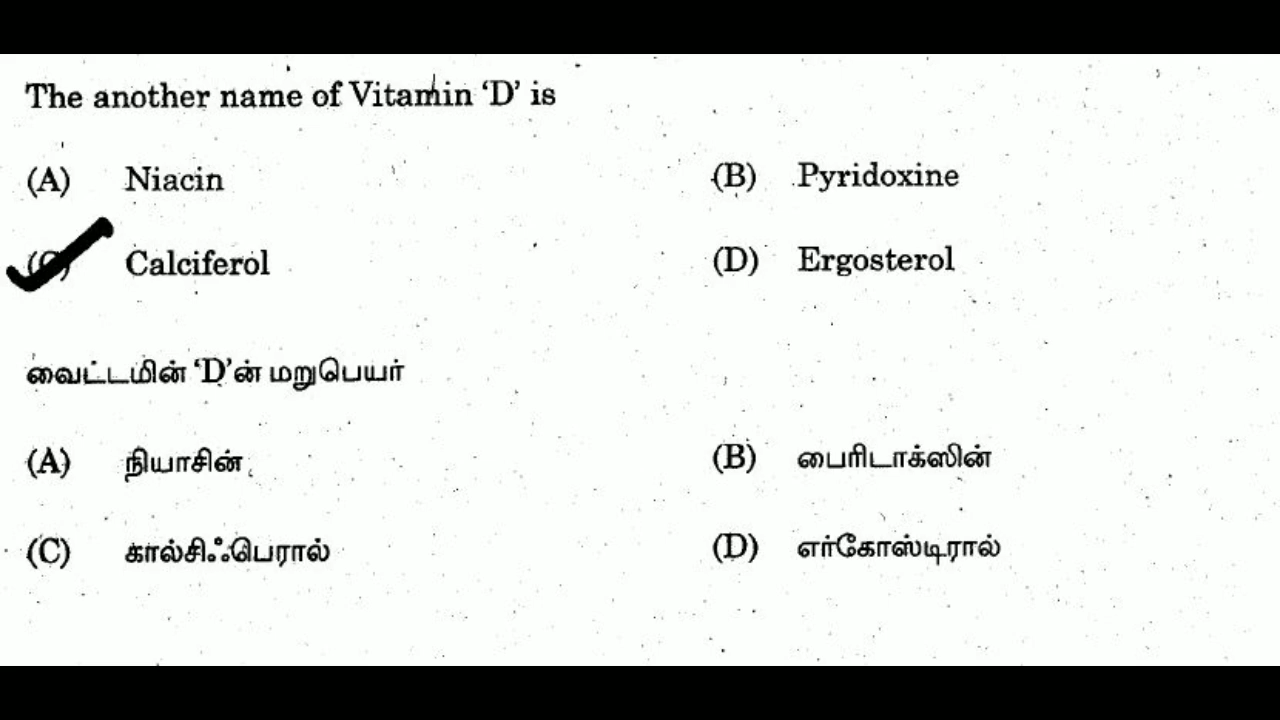 The another name of Vitamin ‘D’ is
(A) Niacin (B) Pyridoxine
(C) Calciferol (D) Ergosterol
வைட்டமின் ‘D’ன் மறுபெயர்
(A) நியாசின் (B) பைரிடாக்ஸின்
(C) கால்சிஃபெரால் (D) எர்கோஸ்டிரால்